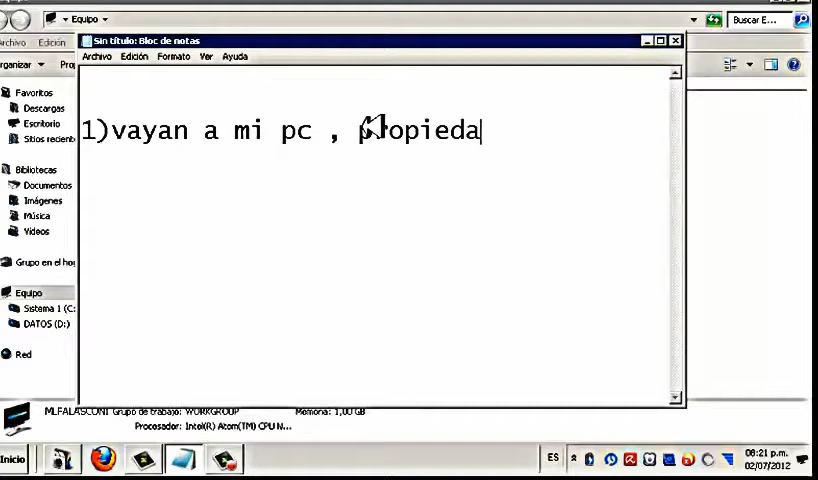 Equipo
Buscar E...
Archivo Edición
Sin título: Bloc de notas
Archivo Edición Formato Ver Ayuda
Organizar
Favoritos
Descargas
Escritorio
Sitios recient
1)vayan a mi pc , propieda
Bibliotecas
Documentos
Imágenes
Música
Videos
Grupo en el hog
Equipo
Sistema 1 (C:
DATOS (D:)
Red
MLFALASCONI Grupo de trabajo: WORKGROUP Memoria: 1,00 GB
Procesador: Intel(R) Atom(TM) CPU N...
Inicio
ES
08:21 p.m.
02/07/2012